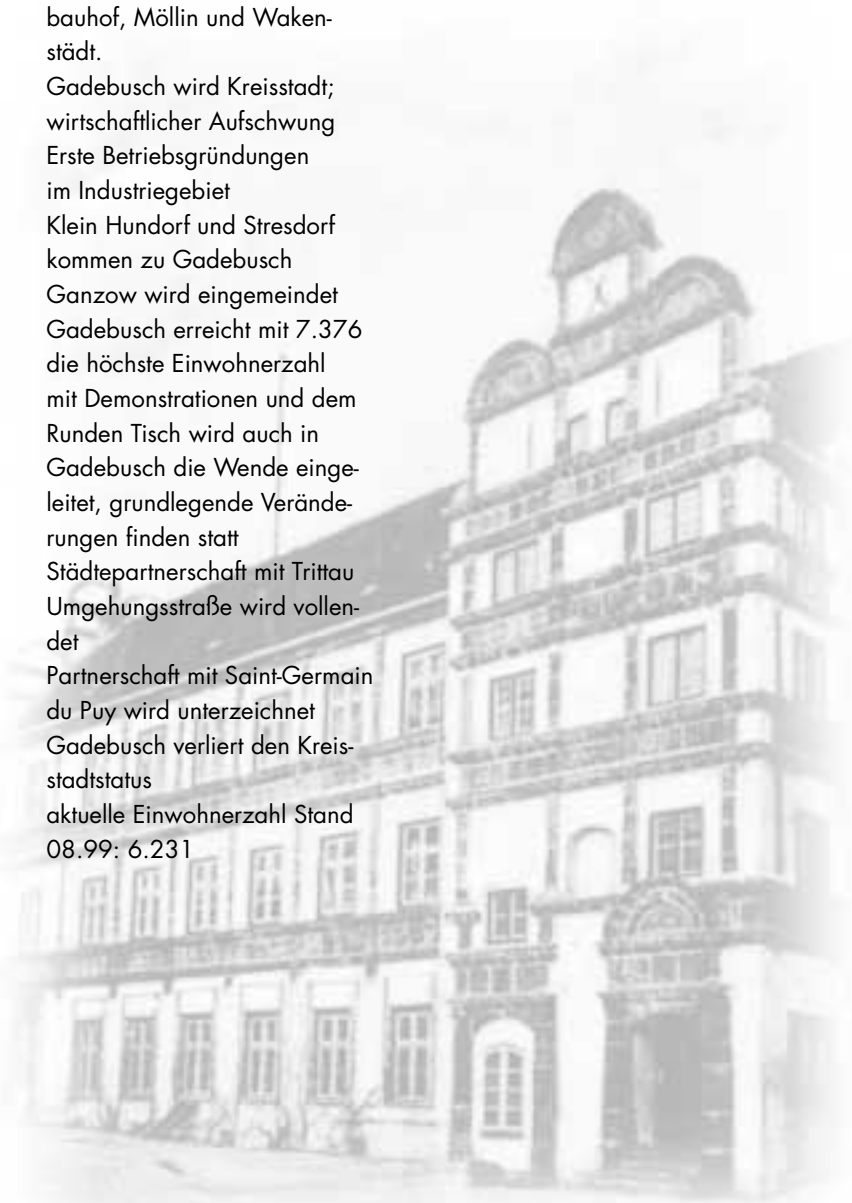 bauhof, Möllin und Waken-
städt.
Gadebusch wird Kreisstadt;
wirtschaftlicher Aufschwung
Erste Betriebsgründungen
im Industriegebiet
Klein Hundorf und Stresdorf
kommen zu Gadebusch
Ganzow wird eingemeindet
Gadebusch erreicht mit 7.376
die höchste Einwohnerzahl
mit Demonstrationen und dem
Runden Tisch wird auch in
Gadebusch die Wende einge-
leitet, grundlegende Verände-
rungen finden statt
Städtepartnerschaft mit Trittau
Umgehungsstraße wird vollen-
det
Partnerschaft mit Saint-Germain
du Puy wird unterzeichnet
Gadebusch verliert den Kreis-
stadtstatus
aktuelle Einwohnerzahl Stand
08.99: 6.231